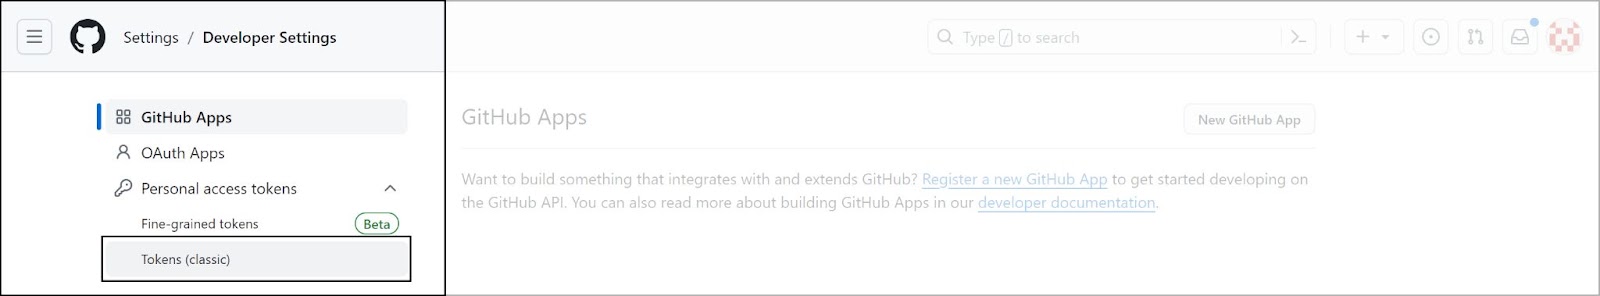 Settings / Developer Settings
Type / to search
GitHub Apps
OAuth Apps
Personal access tokens
Fine-grained tokens Beta
Tokens (classic)
GitHub Apps
New GitHub App
Want to build something that integrates with and extends GitHub? Register a new GitHub App to get started developing on
the GitHub API. You can also read more about building GitHub Apps in our developer documentation.